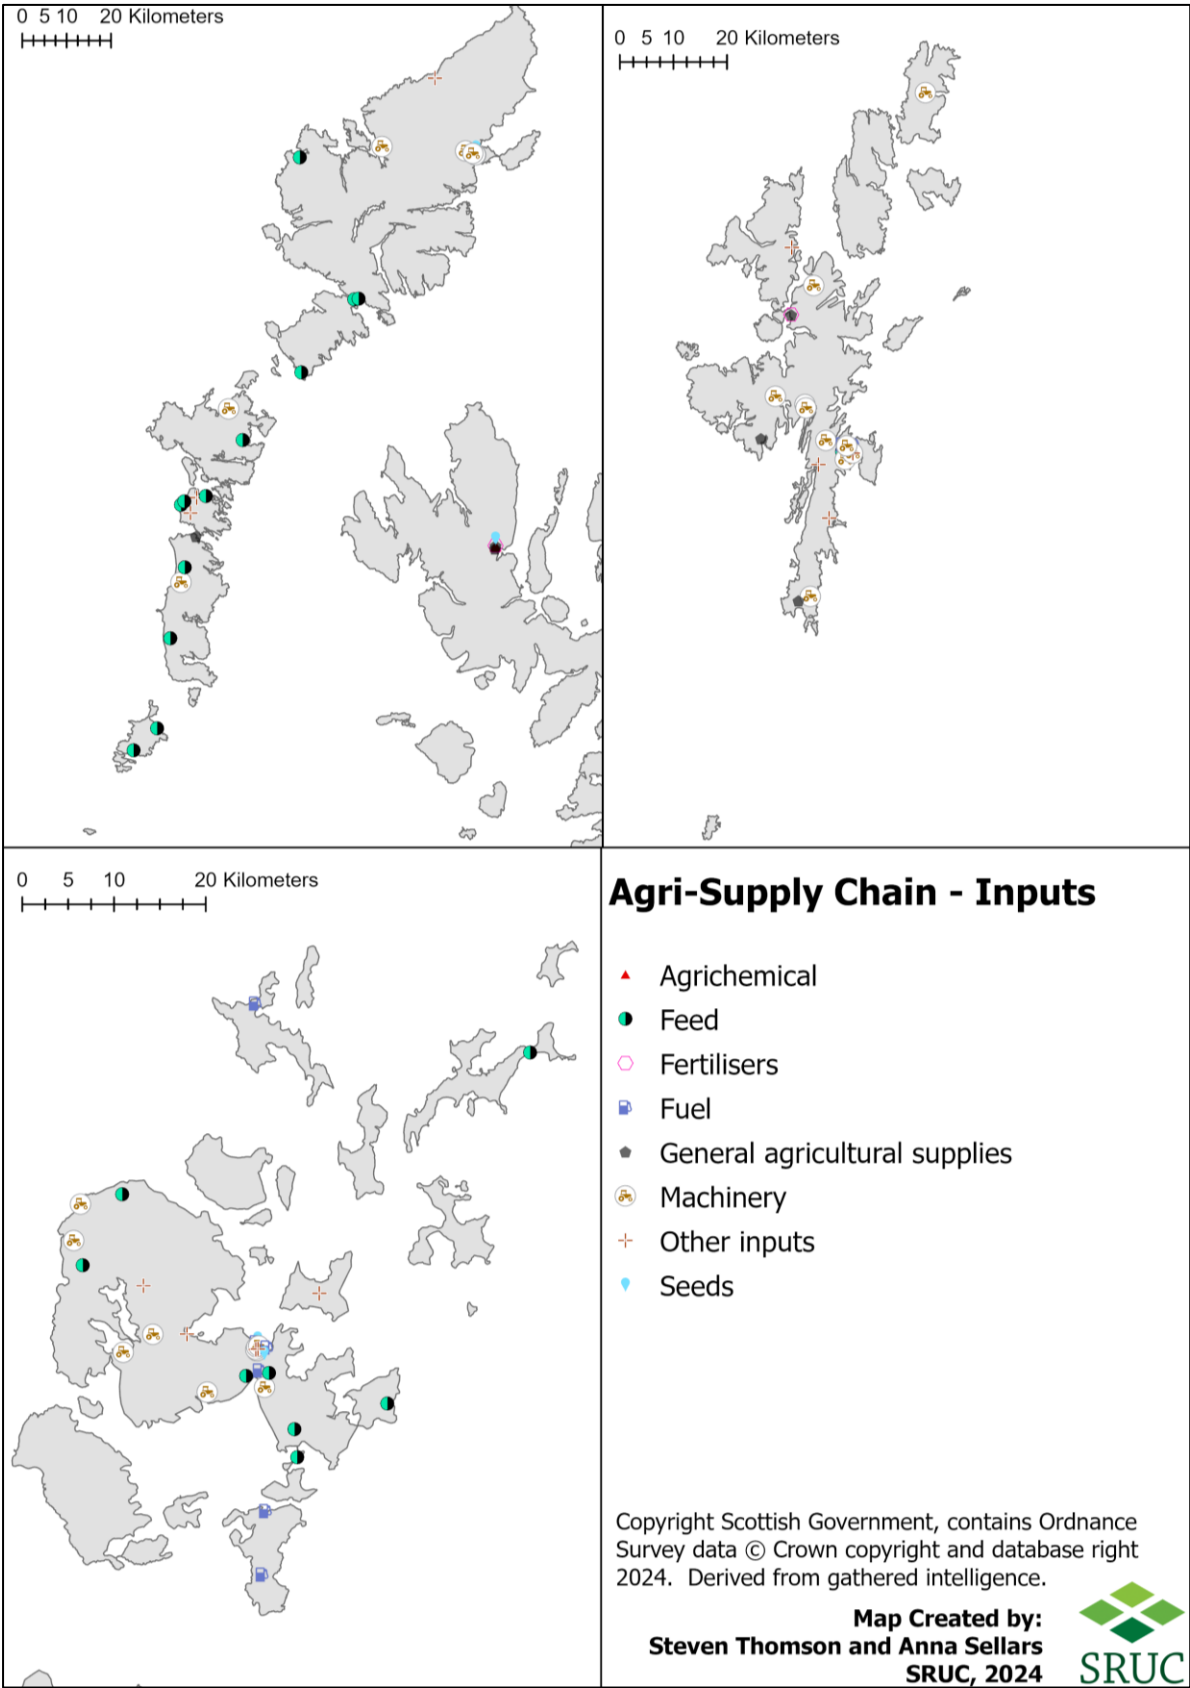 0 5 10 20 Kilometers
0 5 10 20 Kilometers
0 5 10 20 Kilometers
Agri-Supply Chain - Inputs
Agrichemical
Feed
Fertilisers
Fuel
General agricultural supplies
Machinery
Other inputs
Seeds
Copyright Scottish Government, contains Ordnance
Survey data © Crown copyright and database right
2024. Derived from gathered intelligence.
Map Created by:
Steven Thomson and Anna Sellars
SRUC, 2024
SRUC